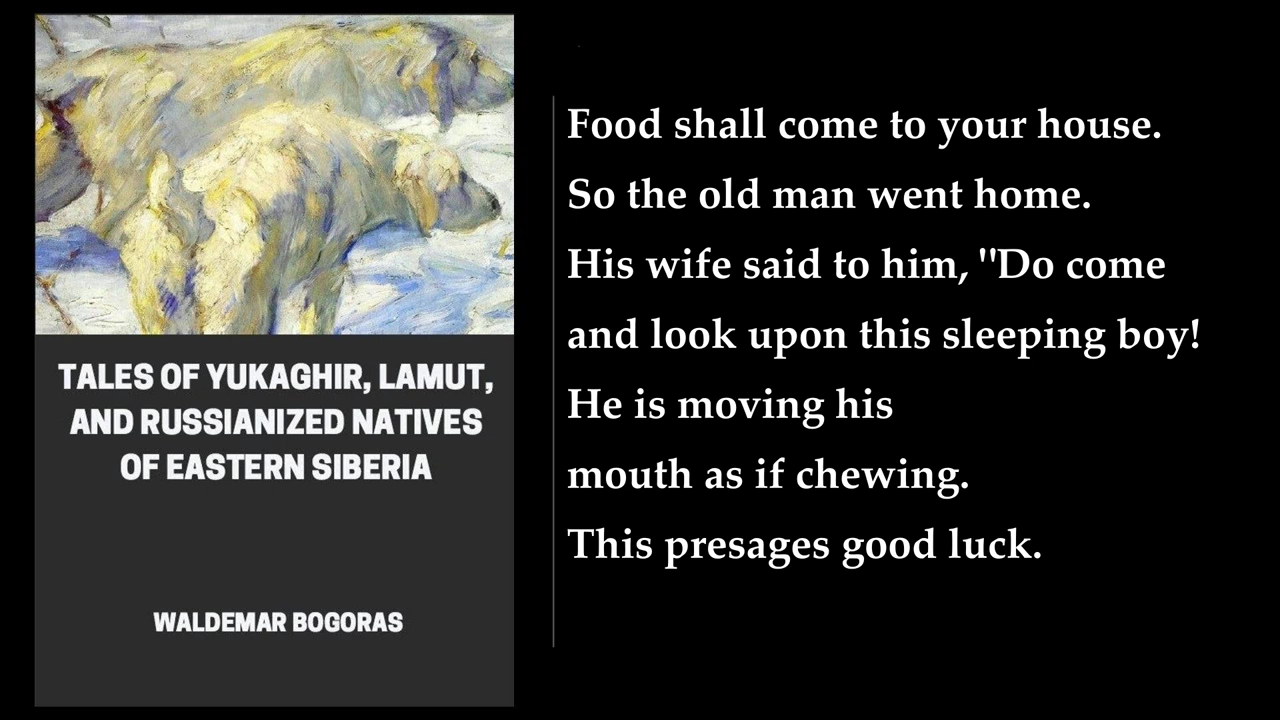 TALES OF YUKAGHIR, LAMUT,
AND RUSSIANIZED NATIVES
OF EASTERN SIBERIA
WALDEMAR BOGORAS
Food shall come to your house.
So the old man went home.
His wife said to him, "Do come
and look upon this sleeping boy!
He is moving his
mouth as if chewing.
This presages good luck.